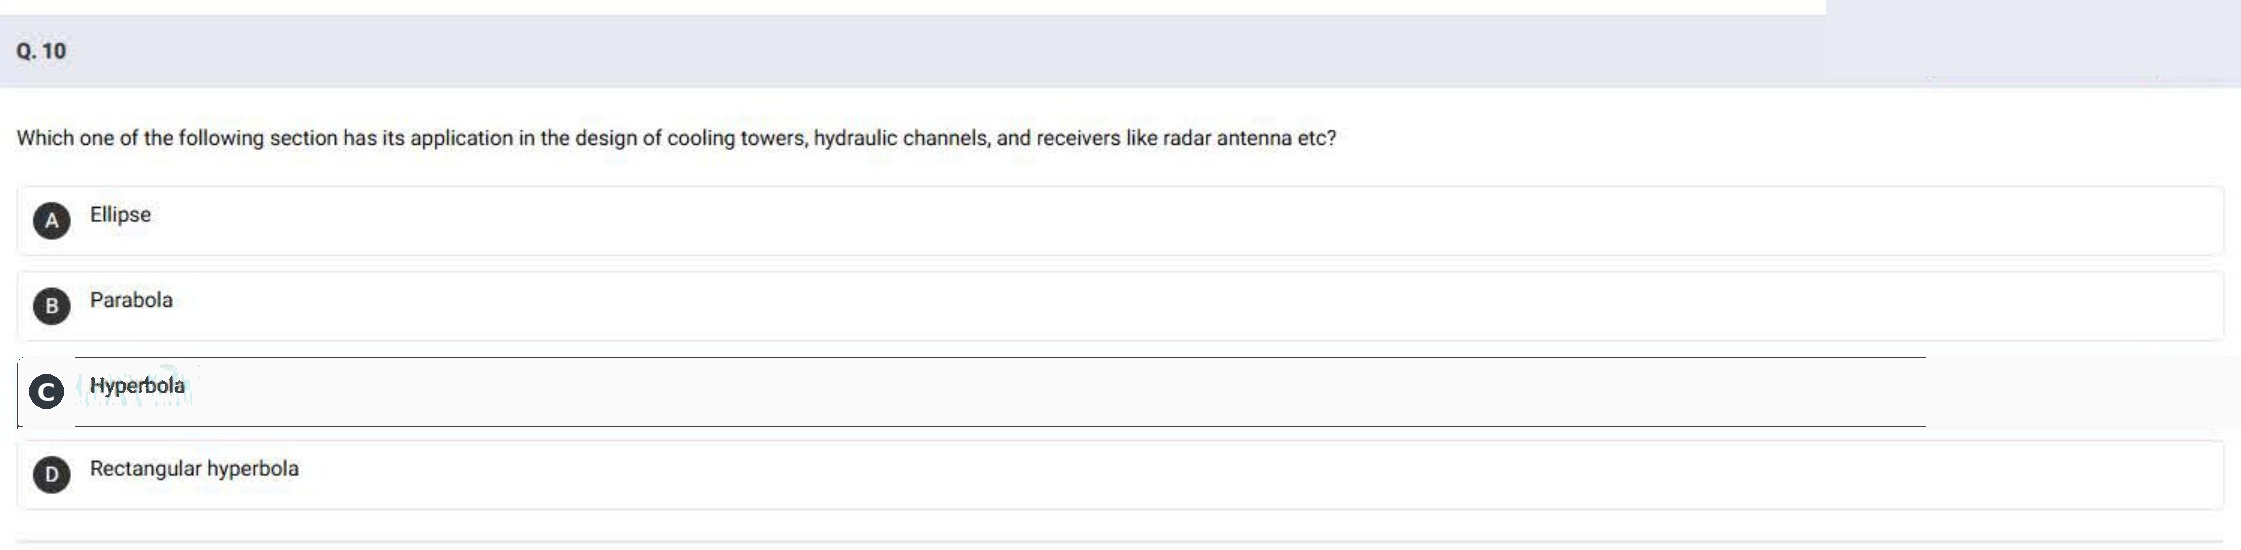 Q. 10
Which one of the following section has its application in the design of cooling towers, hydraulic channels, and receivers like radar antenna etc?
A Ellipse
B Parabola
C Hyperbola
D Rectangular hyperbola